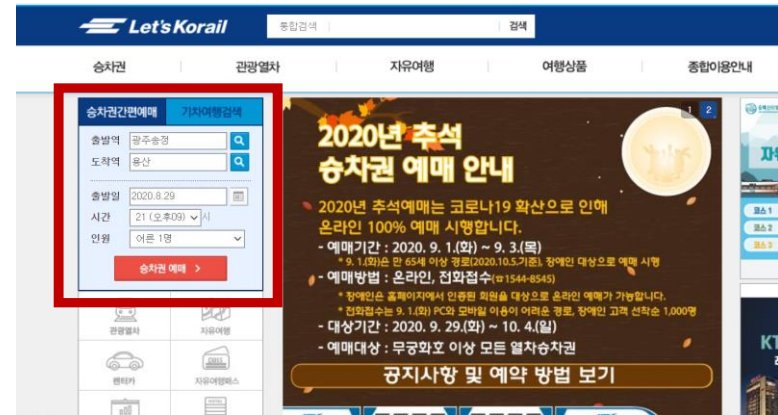 Let's Korail
통합검색
검색
승차권
관광열차
자유여행
여행상품
종합이용안내
승차권간편예매
기차여행검색
출발역 광주송정
도착역 용산
출발일 2020.8.29
시간 21 (오후09) 시
인원 어른 1명
승차권 예매 >
관광열차
자유여행
렌터카
자유여행패스
1 2
2020년 추석
승차권 예매 안내
2020년 추석예매는 코로나19 확산으로 인해
온라인 100% 예매 시행합니다.
- 예매기간 : 2020. 9. 1.(화) ~ 9. 3.(목)
* 9. 1.(화)은 만 65세 이상 경로(2020.10.5.기준), 장애인 대상으로 예매 시행
- 예매방법 : 온라인, 전화접수(☎1544-8545)
* 장애인은 홈페이지에서 인증된 회원을 대상으로 온라인 예매가 가능합니다.
* 전화접수는 9. 1.(화) PC와 모바일 이용이 어려운 경로, 장애인 고객 선착순 1,000명
- 대상기간 : 2020. 9. 29.(화) ~ 10. 4.(일)
- 예매대상 : 무궁화호 이상 모든 열차승차권
공지사항 및 예약 방법 보기
코스 1
코스 2
코스 3
KT